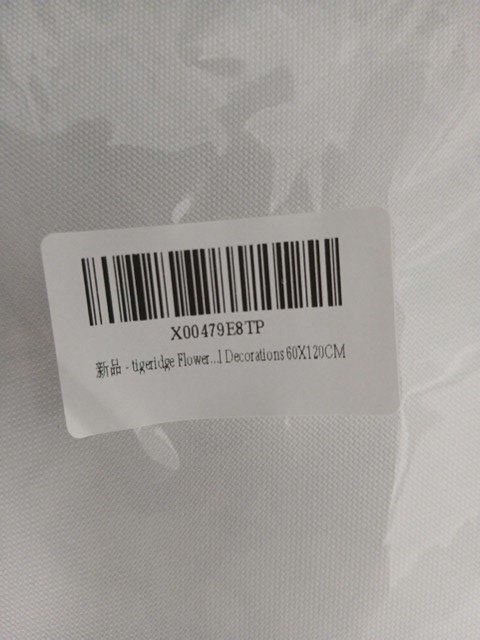 X00479E8TP
新品 - tigeridge Flower...l Decorations 60X120CM